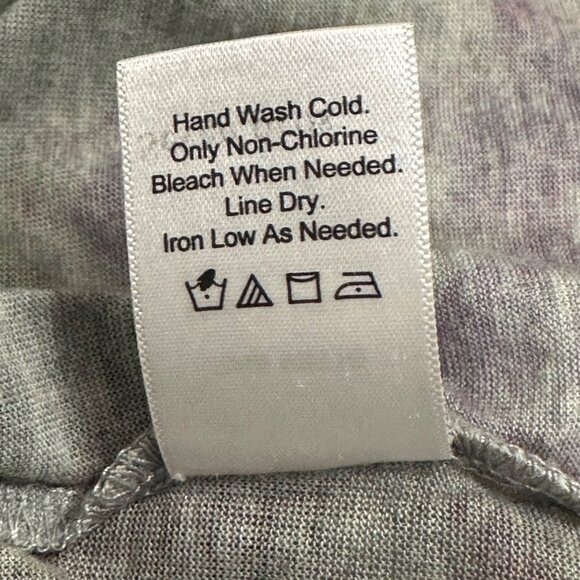 Hand Wash Cold.
Only Non-Chlorine
Bleach When Needed.
Line Dry.
Iron Low As Needed.